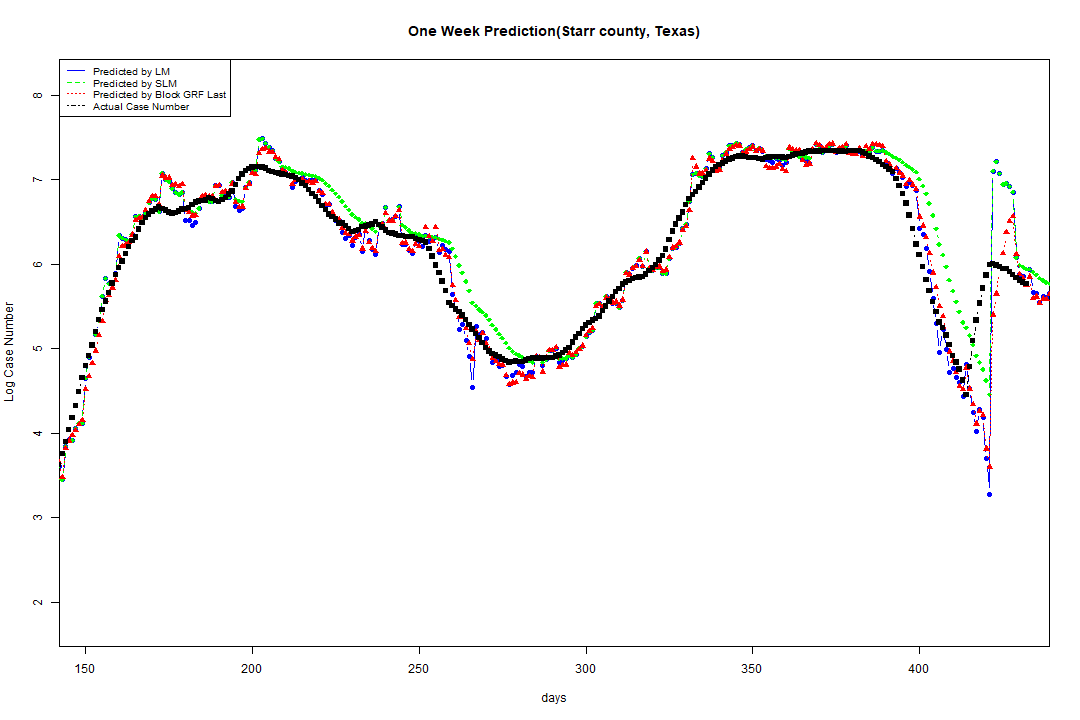 One Week Prediction(Starr county, Texas)
Predicted by LM
Predicted by SLM
Predicted by Block GRF Last
Actual Case Number
Log Case Number
8
7
6
5
4
3
2
150 200 250 300 350 400
days